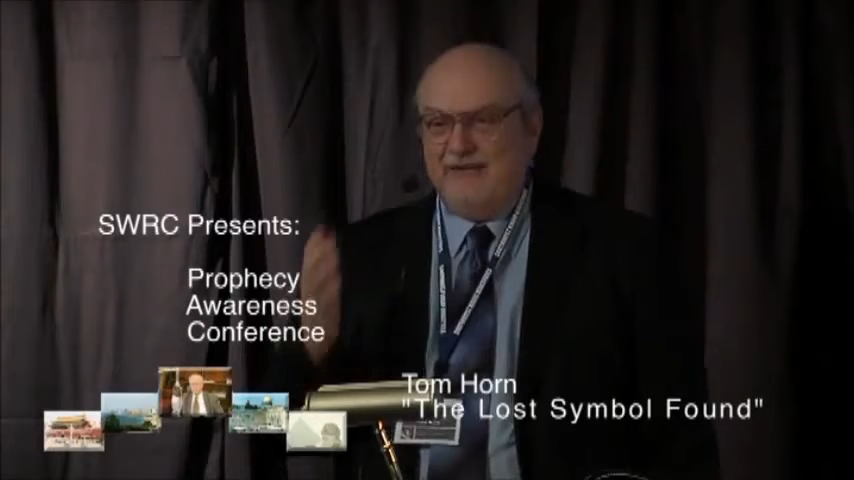 SWRC Presents:
Prophecy
Awareness
Conference
Tom Horn
"The Lost Symbol Found"